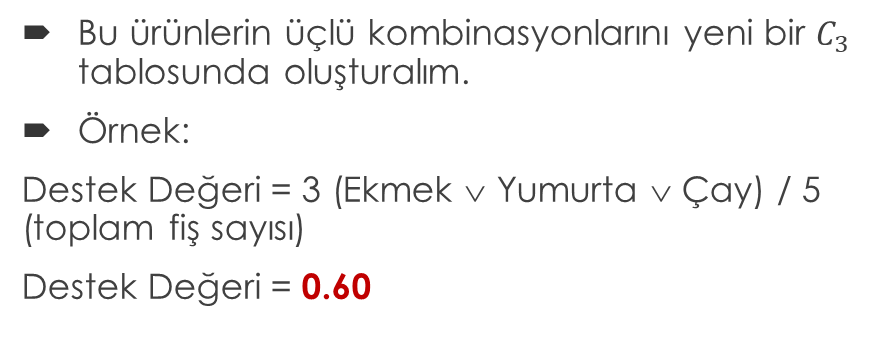 Bu ürünlerin üçlü kombinasyonlarını yeni bir C₃
tablosunda oluşturalım.
Örnek:
Destek Değeri = 3 (Ekmek ∨ Yumurta ∨ Çay) / 5
(toplam fiş sayısı)
Destek Değeri = 0.60